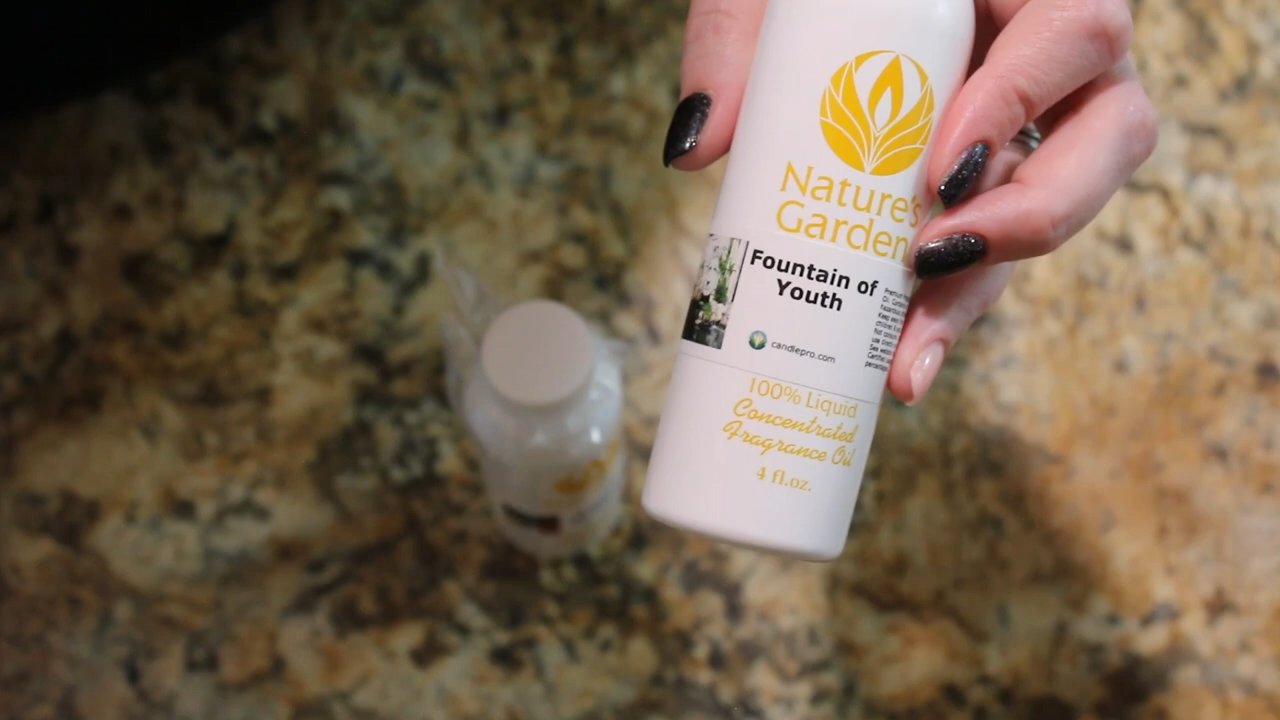 Nature's
Garden
Fountain of
Youth
candlepro.com
100% Liquid
Concentrated
Fragrance Oil
4 fl.oz.